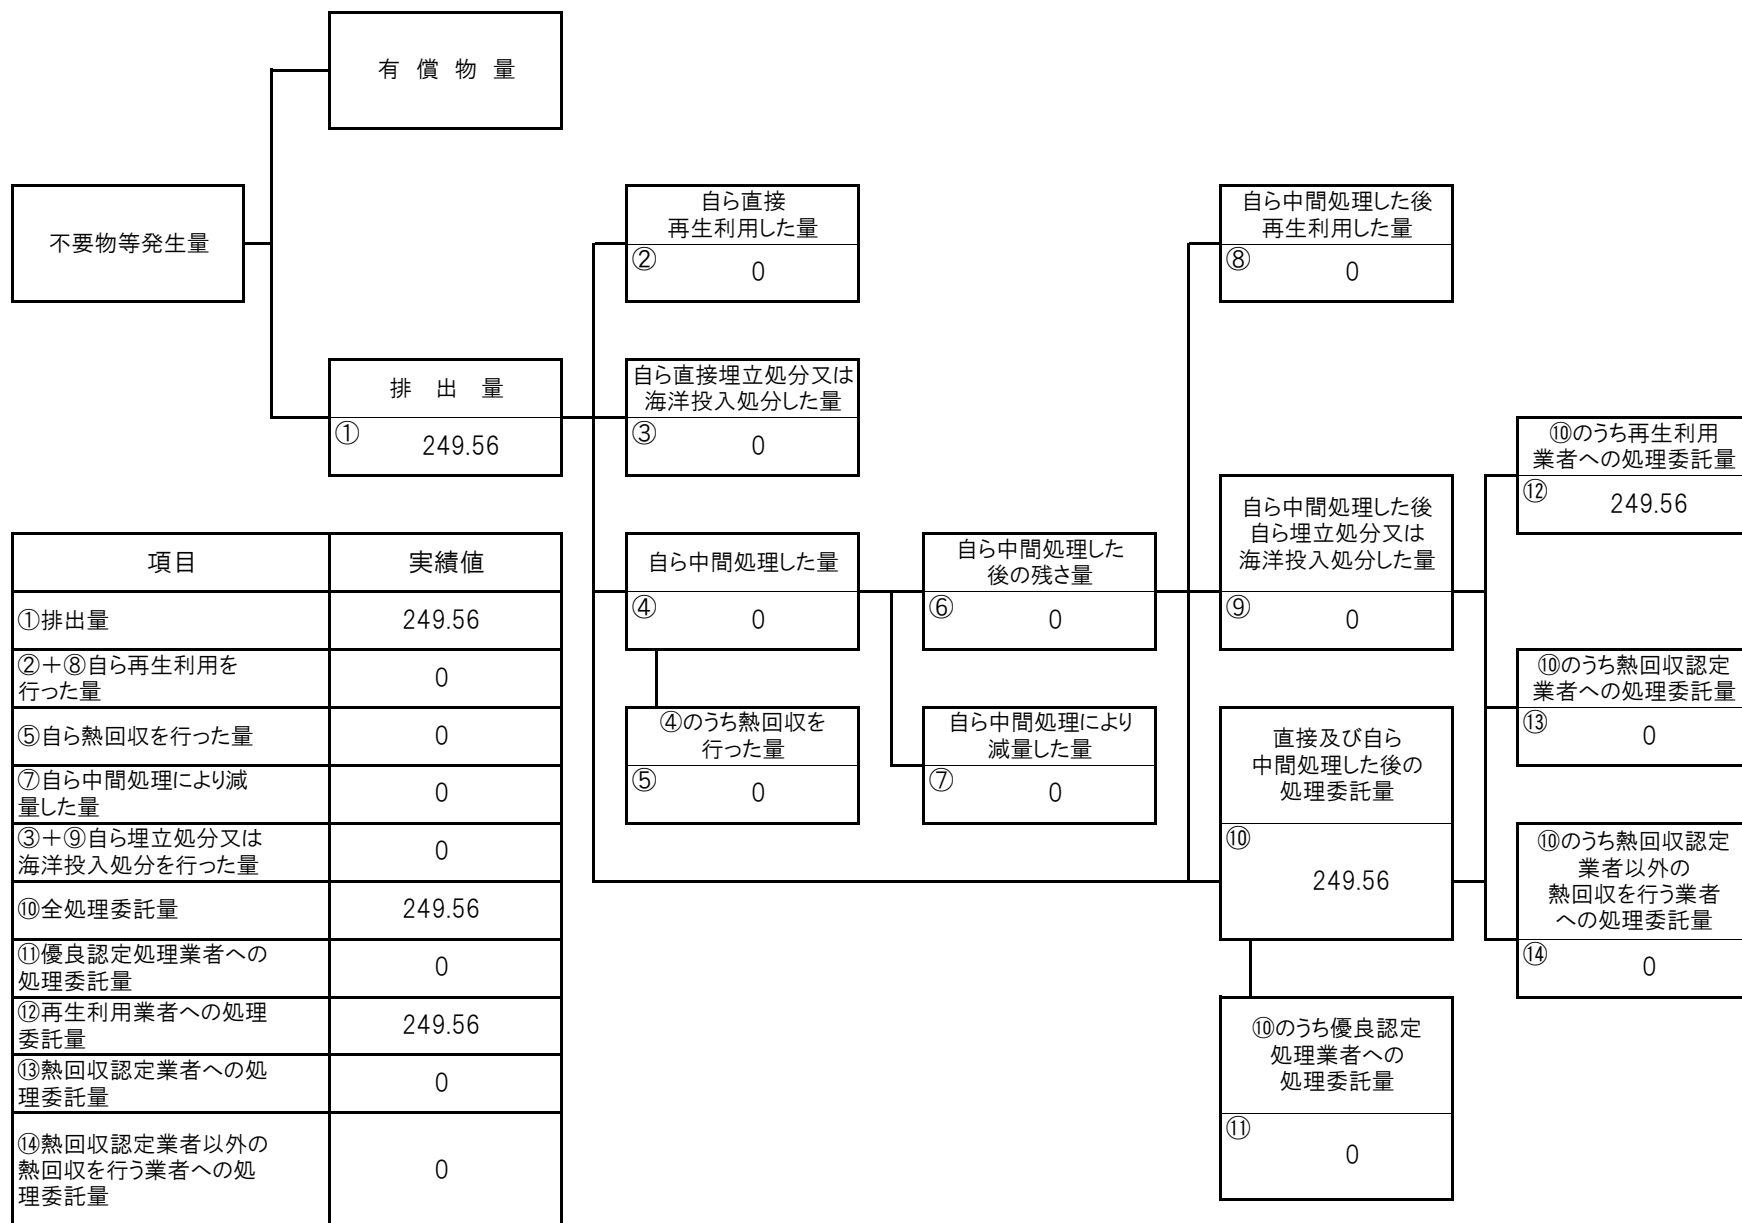 有 償 物 量
不要物等発生量
自ら直接
再生利用した量
②
0
自ら中間処理した後
再生利用した量
⑧
0
排 出 量
①
249.56
自ら直接埋立処分又は
海洋投入処分した量
③
0
自ら中間処理した後
自ら埋立処分又は
海洋投入処分した量
⑨
0
⑩のうち再生利用
業者への処理委託量
⑫
249.56
自ら中間処理した量
④
0
自ら中間処理した
後の残さ量
⑥
0
⑩のうち熱回収認定
業者への処理委託量
⑬
0
④のうち熱回収を
行った量
⑤
0
自ら中間処理により
減量した量
⑦
0
直接及び自ら
中間処理した後の
処理委託量
⑩
249.56
⑩のうち熱回収認定
業者以外の
熱回収を行う業者
への処理委託量
⑭
0
⑩のうち優良認定
処理業者への
処理委託量
⑪
0
項目 実績値
①排出量 249.56
②+⑧自ら再生利用を
行った量
0
⑤自ら熱回収を行った量 0
⑦自ら中間処理により減
量した量
0
③+⑨自ら埋立処分又は
海洋投入処分を行った量
0
⑩全処理委託量 249.56
⑪優良認定処理業者への
処理委託量
0
⑫再生利用業者への処理
委託量
249.56
⑬熱回収認定業者への処
理委託量
0
⑭熱回収認定業者以外の
熱回収を行う業者への処
理委託量
0